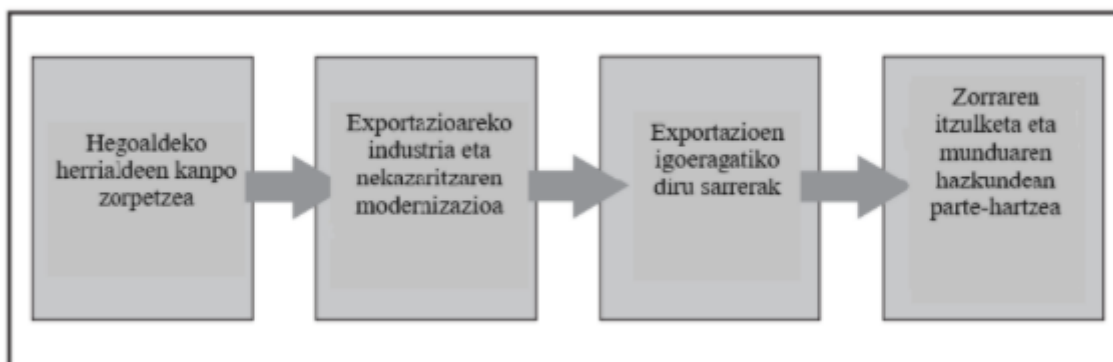 Hegoaldeko
herrialdeen kanpo
zorpetzea
Exportazioareko
industria eta
nekazaritzaren
modernizazioa
Exportazioen
igoeragatiko
diru sarrerak
Zorraren
itzulketa eta
munduaren
hazkundean
parte-hartzea